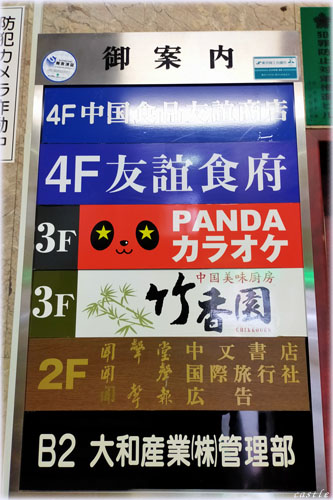 防犯カメラ作動中
御案内
4F 中国食品友誼商店
4F 友誼食府
3F PANDA
カラオケ
3F 中国美味厨房
竹香園
2F 聞聲堂 中文書店
聞聲 国際旅行社
聞聲報 広告
B2 大和産業㈱管理部
castle